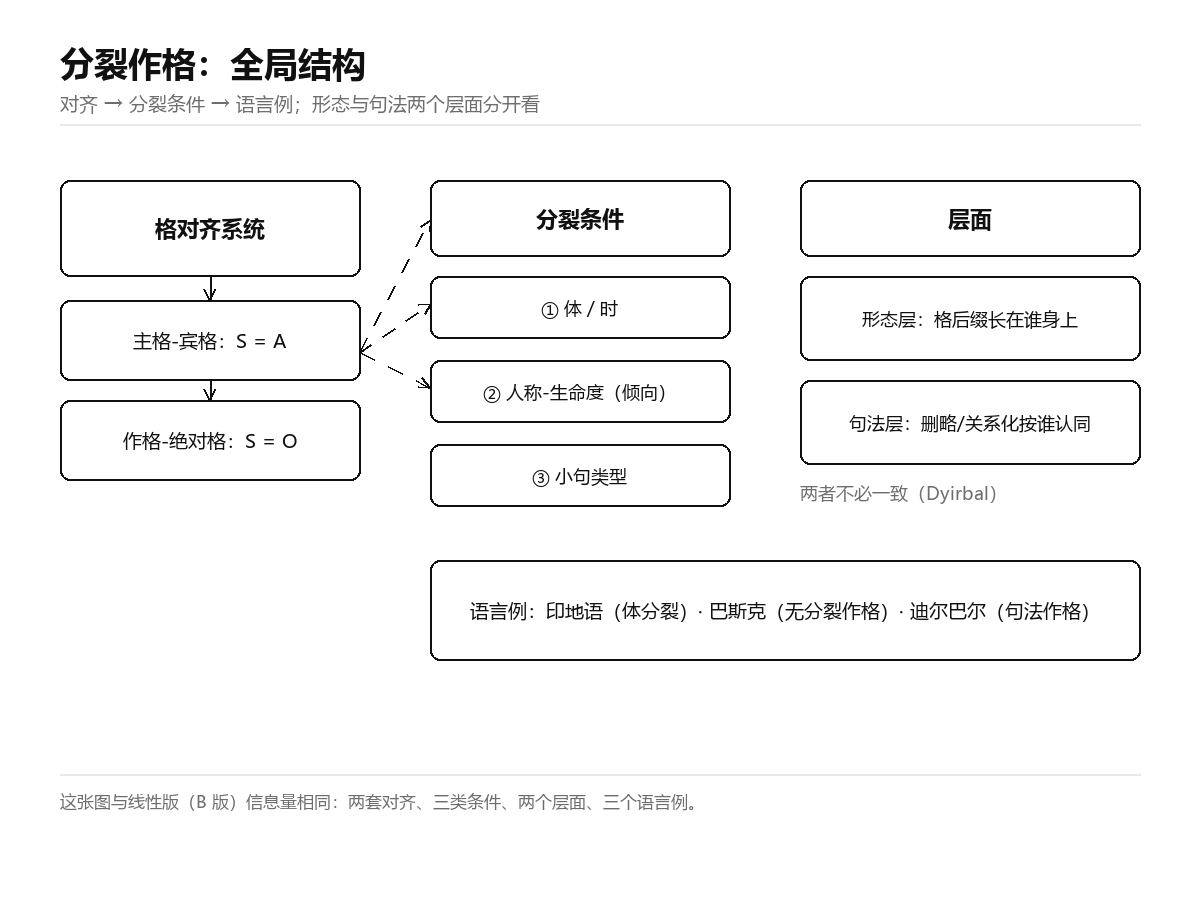 分裂作格：全局结构
对齐 → 分裂条件 → 语言例；形态与句法两个层面分开看
格对齐系统
主格-宾格：S = A
作格-绝对格：S = O
分裂条件
① 体 / 时
② 人称-生命度（倾向）
③ 小句类型
层面
形态层：格后缀长在谁身上
句法层：删略/关系化按谁认同
两者不必一致（Dyirbal）
语言例：印地语（体分裂）· 巴斯克（无分裂作格）· 迪尔巴尔（句法作格）
这张图与线性版（B 版）信息量相同：两套对齐、三类条件、两个层面、三个语言例。